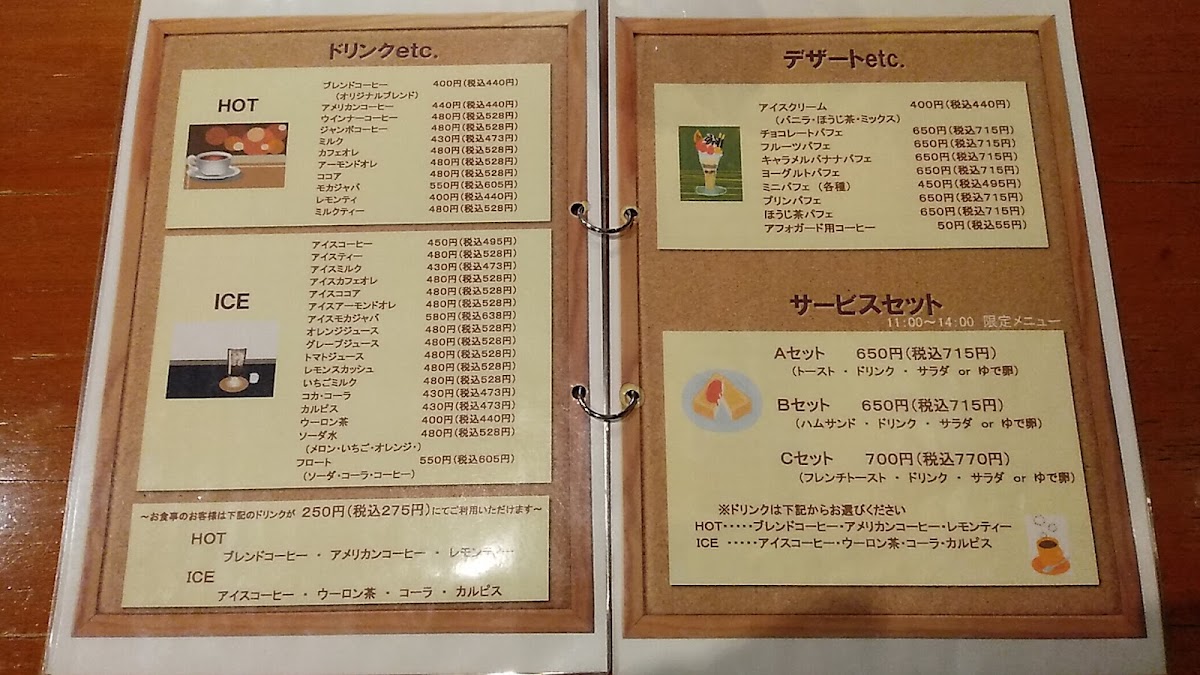 ドリンクetc.
HOT
ブレンドコーヒー 400円(税込440円)
(オリジナルブレンド)
アメリカンコーヒー 440円(税込440円)
ウインナーコーヒー 480円(税込528円)
ジャンボコーヒー 480円(税込528円)
ミルク 430円(税込473円)
カフェオレ 480円(税込528円)
アーモンドオレ 480円(税込528円)
ココア 480円(税込528円)
モカジャバ 550円(税込605円)
レモンティ 400円(税込440円)
ミルクティー 480円(税込528円)
ICE
アイスコーヒー 450円(税込495円)
アイスティー 480円(税込528円)
アイスミルク 430円(税込473円)
アイスカフェオレ 480円(税込528円)
アイスココア 480円(税込528円)
アイスアーモンドオレ 480円(税込528円)
アイスモカジャバ 580円(税込638円)
オレンジジュース 480円(税込528円)
グレープジュース 480円(税込528円)
トマトジュース 480円(税込528円)
レモンスカッシュ 480円(税込528円)
いちごミルク 480円(税込528円)
コカ・コーラ 430円(税込473円)
カルピス 430円(税込473円)
ウーロン茶 400円(税込440円)
ソーダ水 480円(税込528円)
(メロン・いちご・オレンジ・)
フロート 550円(税込605円)
(ソーダ・コーラ・コーヒー)
～お食事のお客様は下記のドリンクが 250円(税込275円)にてご利用いただけます～
HOT
ブレンドコーヒー ・ アメリカンコーヒー ・ レモンティー
ICE
アイスコーヒー ・ ウーロン茶 ・ コーラ ・ カルピス
デザートetc.
アイスクリーム 400円(税込440円)
(バニラ・ほうじ茶・ミックス)
チョコレートパフェ 650円(税込715円)
フルーツパフェ 650円(税込715円)
キャラメルバナナパフェ 650円(税込715円)
ヨーグルトパフェ 650円(税込715円)
ミニパフェ (各種) 450円(税込495円)
プリンパフェ 650円(税込715円)
ほうじ茶パフェ 650円(税込715円)
アフォガード用コーヒー 50円(税込55円)
サービスセット
11:00～14:00 限定メニュー
Aセット 650円(税込715円)
(トースト ・ ドリンク ・ サラダ or ゆで卵)
Bセット 650円(税込715円)
(ハムサンド ・ ドリンク ・ サラダ or ゆで卵)
Cセット 700円(税込770円)
(フレンチトースト ・ ドリンク ・ サラダ or ゆで卵)
※ドリンクは下記からお選びください
HOT・・・・・ブレンドコーヒー・アメリカンコーヒー・レモンティー
ICE ・・・・・アイスコーヒー・ウーロン茶・コーラ・カルピス